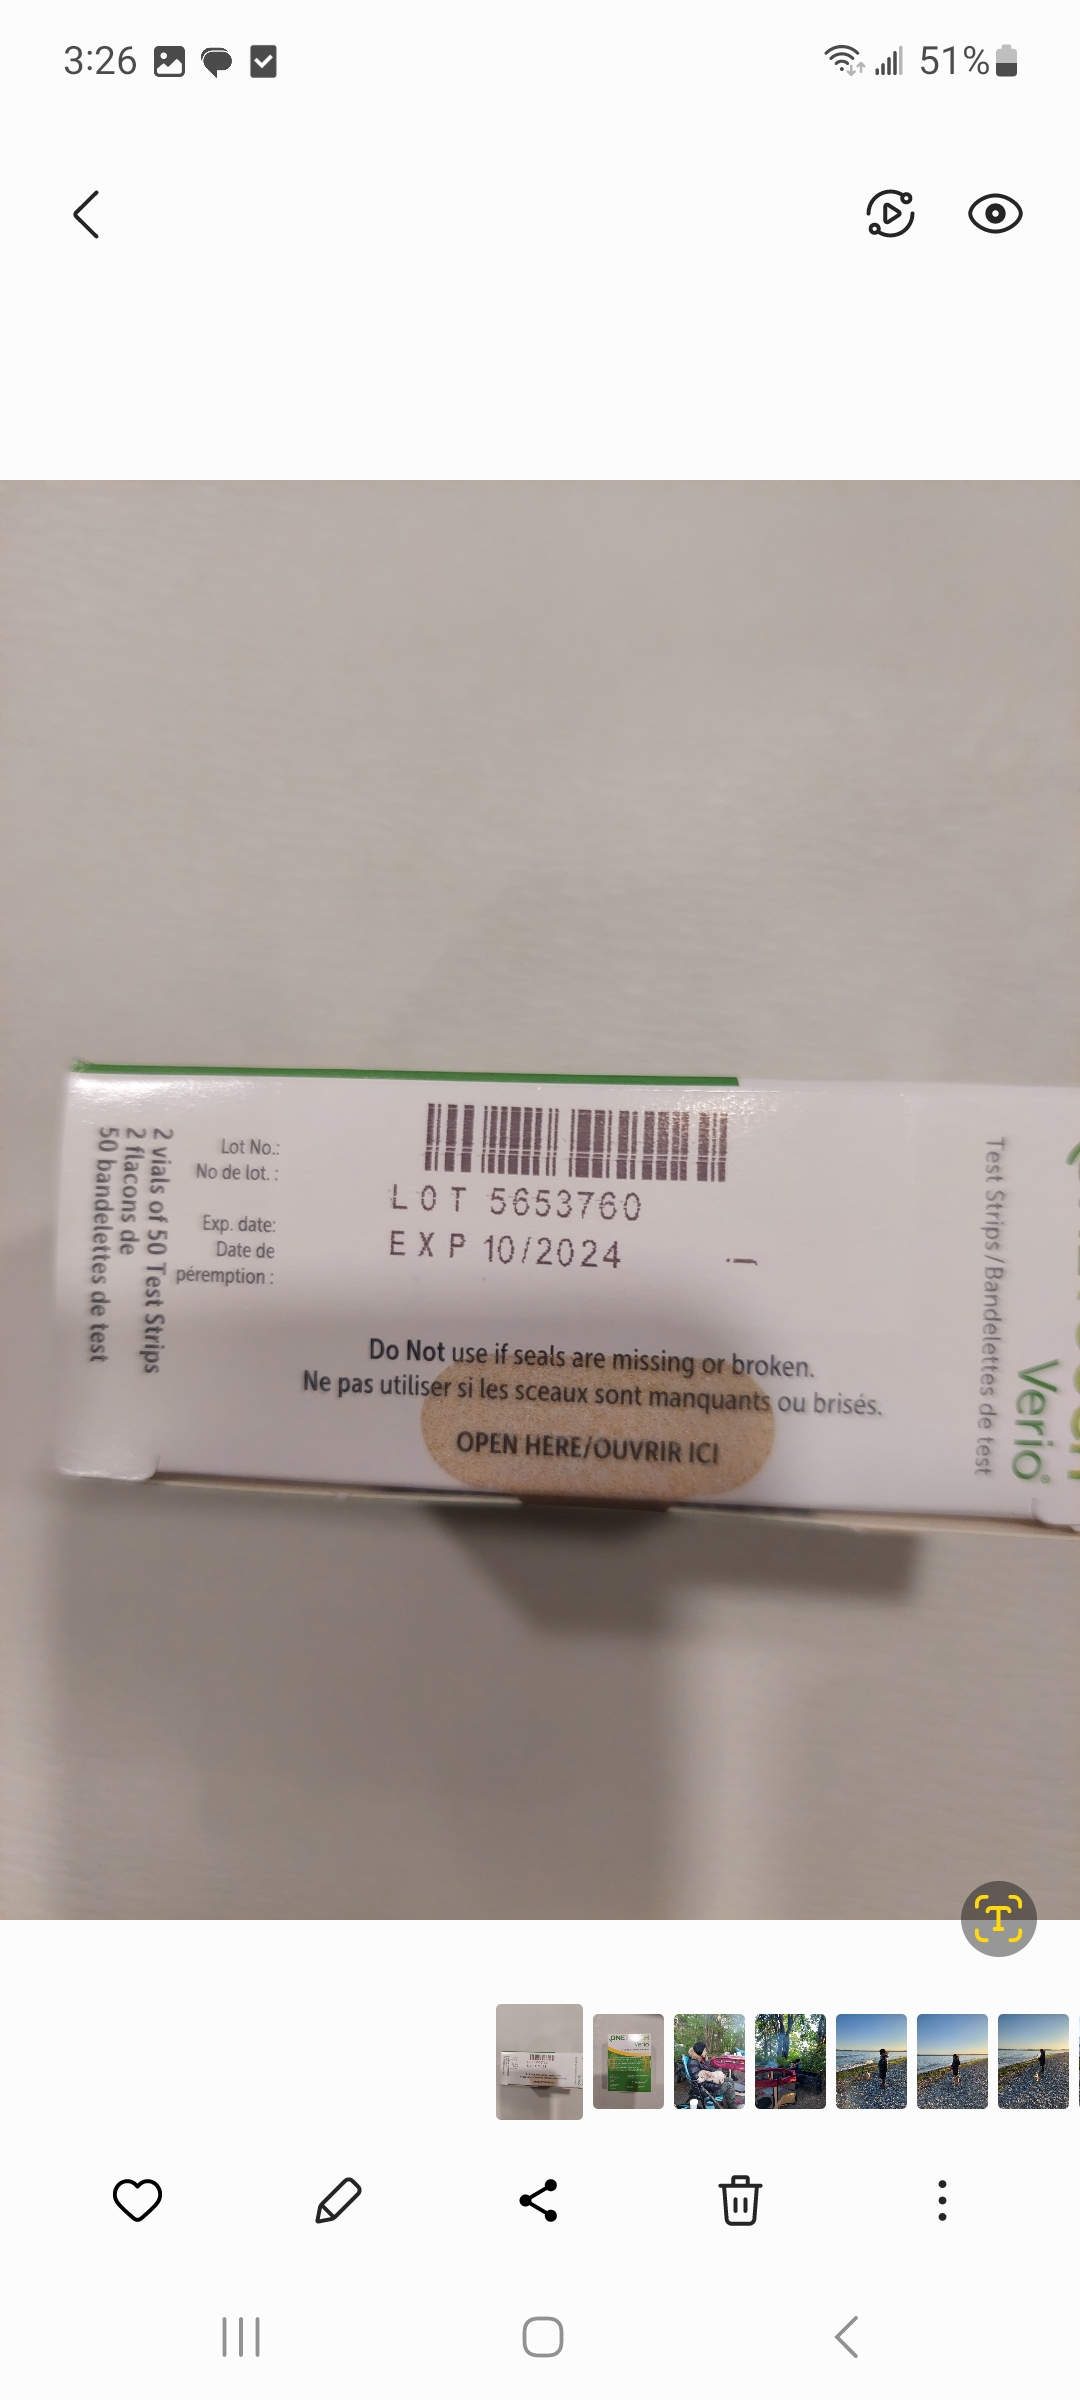 3:26
51%
Lot No.:
No de lot. :
LOT 5653760
Exp. date:
Date de
péremption :
EXP 10/2024
Do Not use if seals are missing or broken.
Ne pas utiliser si les sceaux sont manquants ou brisés.
OPEN HERE/OUVRIR ICI
2 vials of 50 Test Strips
2 flacons de
50 bandelettes de test
Test Strips/Bandelettes de test
Verio®
T